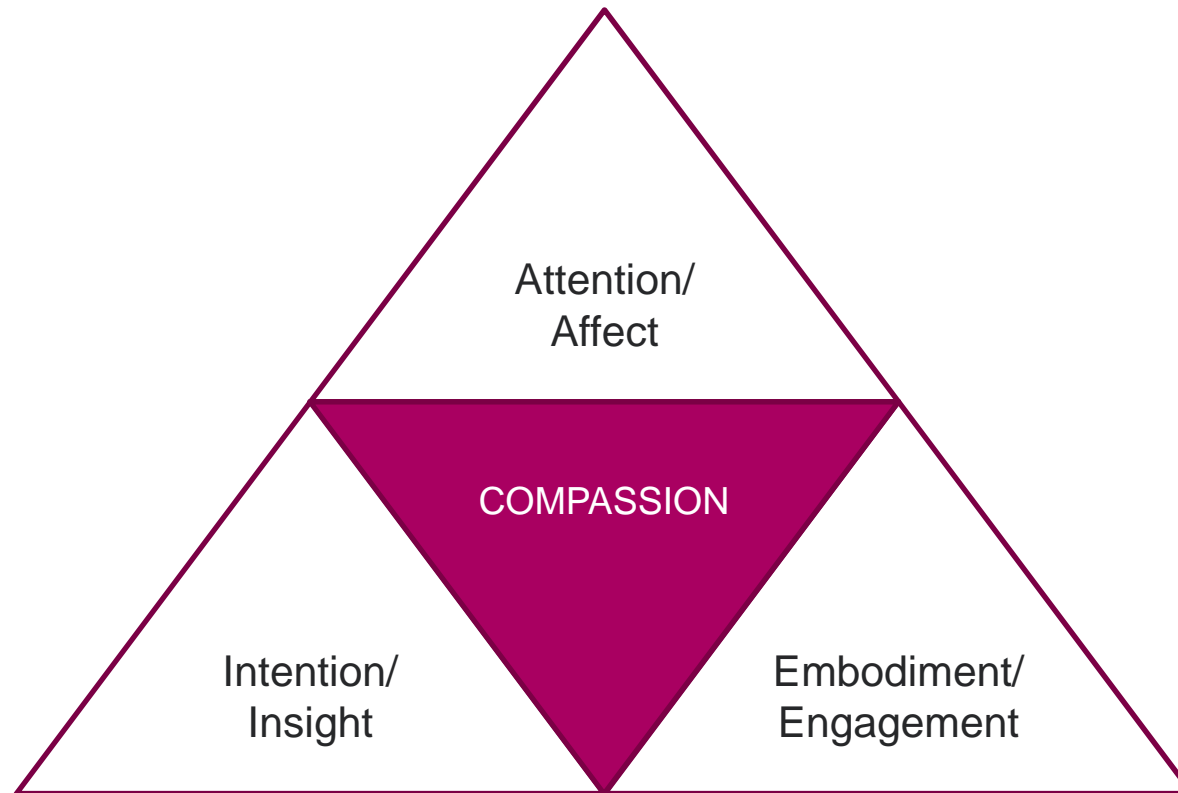 Attention/
Affect
COMPASSION
Intention/
Insight
Embodiment/
Engagement